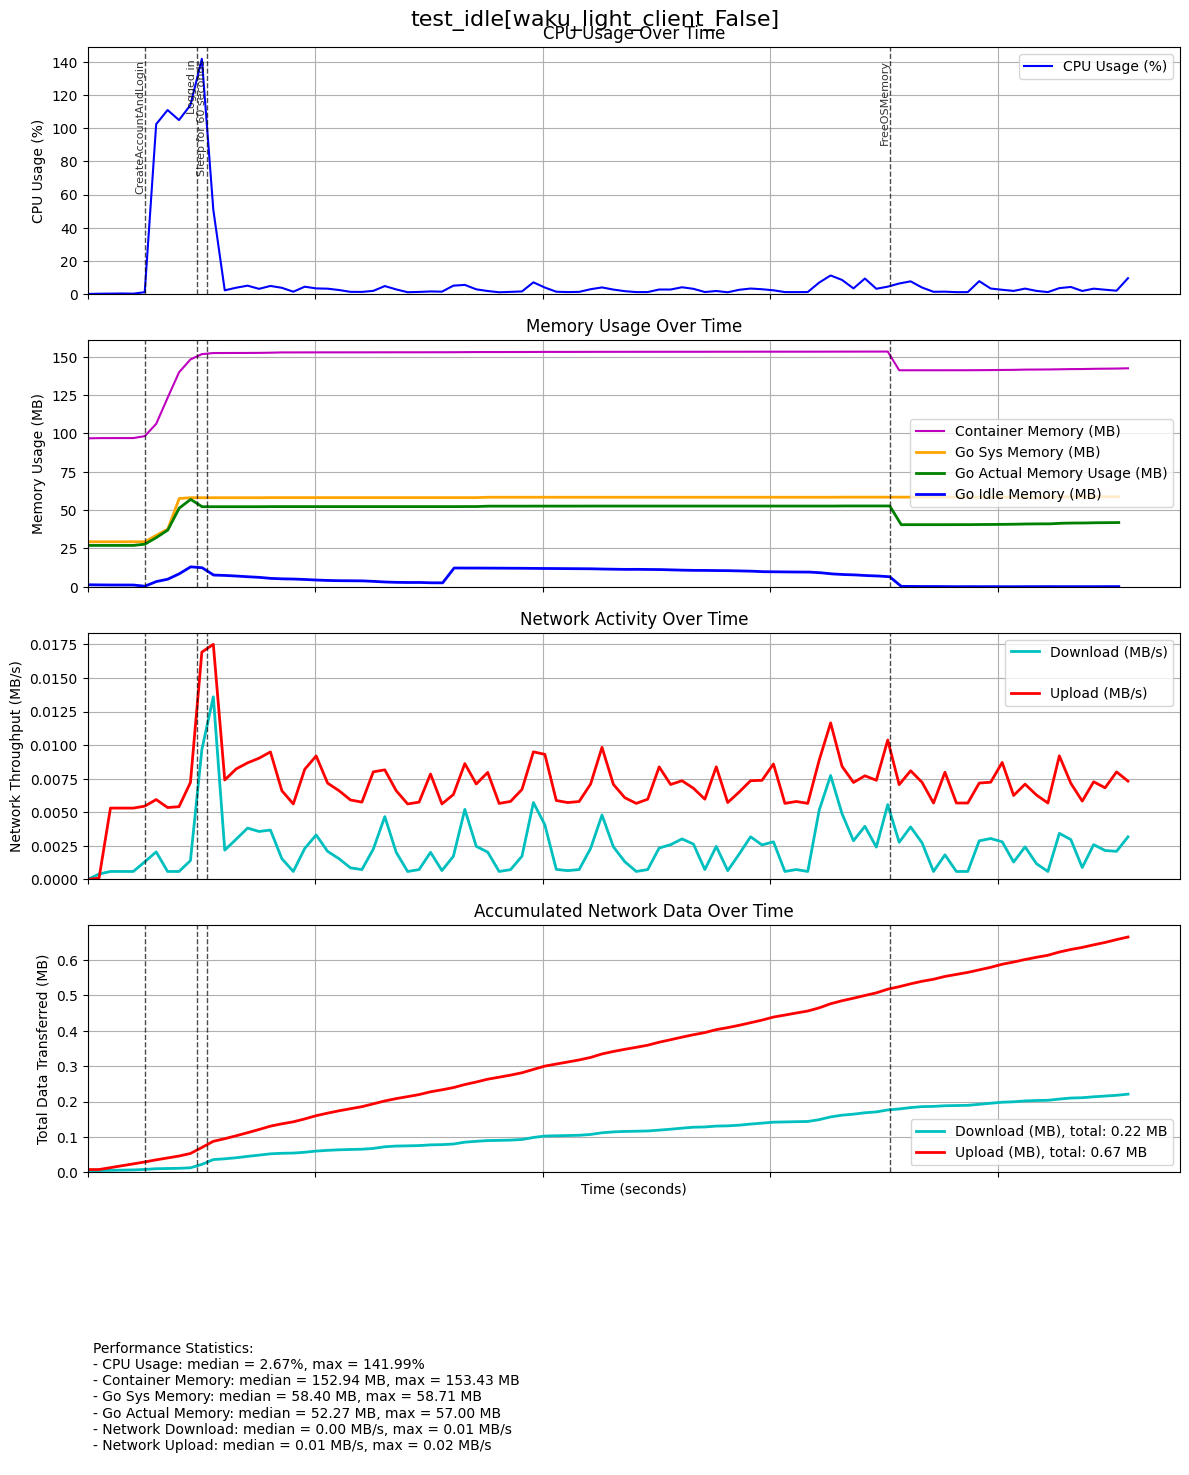 test_idle[waku_light_client_False]
CPU Usage Over Time
CPU Usage (%)
140
120
100
80
60
40
20
0
CreateAccountAndLogin
Logged in
Sleep for 60 seconds
FreeOSMemory
CPU Usage (%)
Memory Usage Over Time
Memory Usage (MB)
150
125
100
75
50
25
0
Container Memory (MB)
Go Sys Memory (MB)
Go Actual Memory Usage (MB)
Go Idle Memory (MB)
Network Activity Over Time
Network Throughput (MB/s)
0.0175
0.0150
0.0125
0.0100
0.0075
0.0050
0.0025
0.0000
Download (MB/s)
Upload (MB/s)
Accumulated Network Data Over Time
Total Data Transferred (MB)
0.6
0.5
0.4
0.3
0.2
0.1
0.0
Download (MB), total: 0.22 MB
Upload (MB), total: 0.67 MB
Time (seconds)
Performance Statistics:
- CPU Usage: median = 2.67%, max = 141.99%
- Container Memory: median = 152.94 MB, max = 153.43 MB
- Go Sys Memory: median = 58.40 MB, max = 58.71 MB
- Go Actual Memory: median = 52.27 MB, max = 57.00 MB
- Network Download: median = 0.00 MB/s, max = 0.01 MB/s
- Network Upload: median = 0.01 MB/s, max = 0.02 MB/s